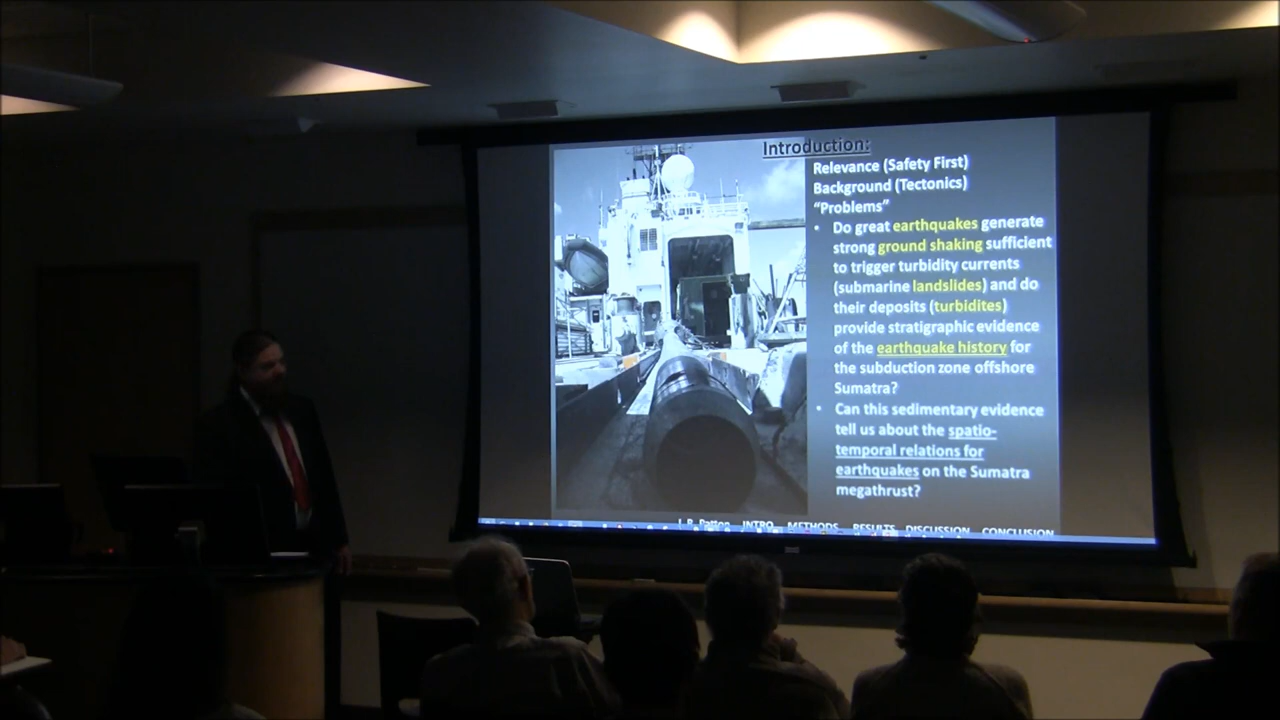 Introduction:
Relevance (Safety First)
Background (Tectonics)
“Problems”
• Do great earthquakes generate
strong ground shaking sufficient
to trigger turbidity currents
(submarine landslides) and do
their deposits (turbidites)
provide stratigraphic evidence
of the earthquake history for
the subduction zone offshore
Sumatra?
• Can this sedimentary evidence
tell us about the spatio-
temporal relations for
earthquakes on the Sumatra
megathrust?
J. R. Patton INTRO METHODS RESULTS DISCUSSION CONCLUSION